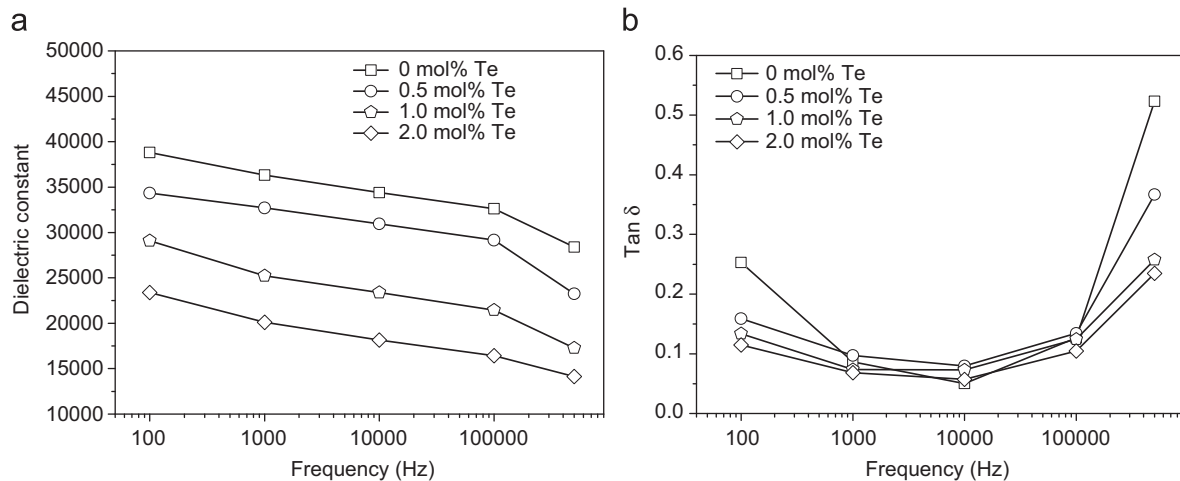 a
50000
45000
40000
35000
30000
25000
20000
15000
10000
Dielectric constant
0 mol% Te
0.5 mol% Te
1.0 mol% Te
2.0 mol% Te
100 1000 10000 100000
Frequency (Hz)
b
0.6
0.5
0.4
0.3
0.2
0.1
0.0
Tan δ
0 mol% Te
0.5 mol% Te
1.0 mol% Te
2.0 mol% Te
100 1000 10000 100000
Frequency (Hz)